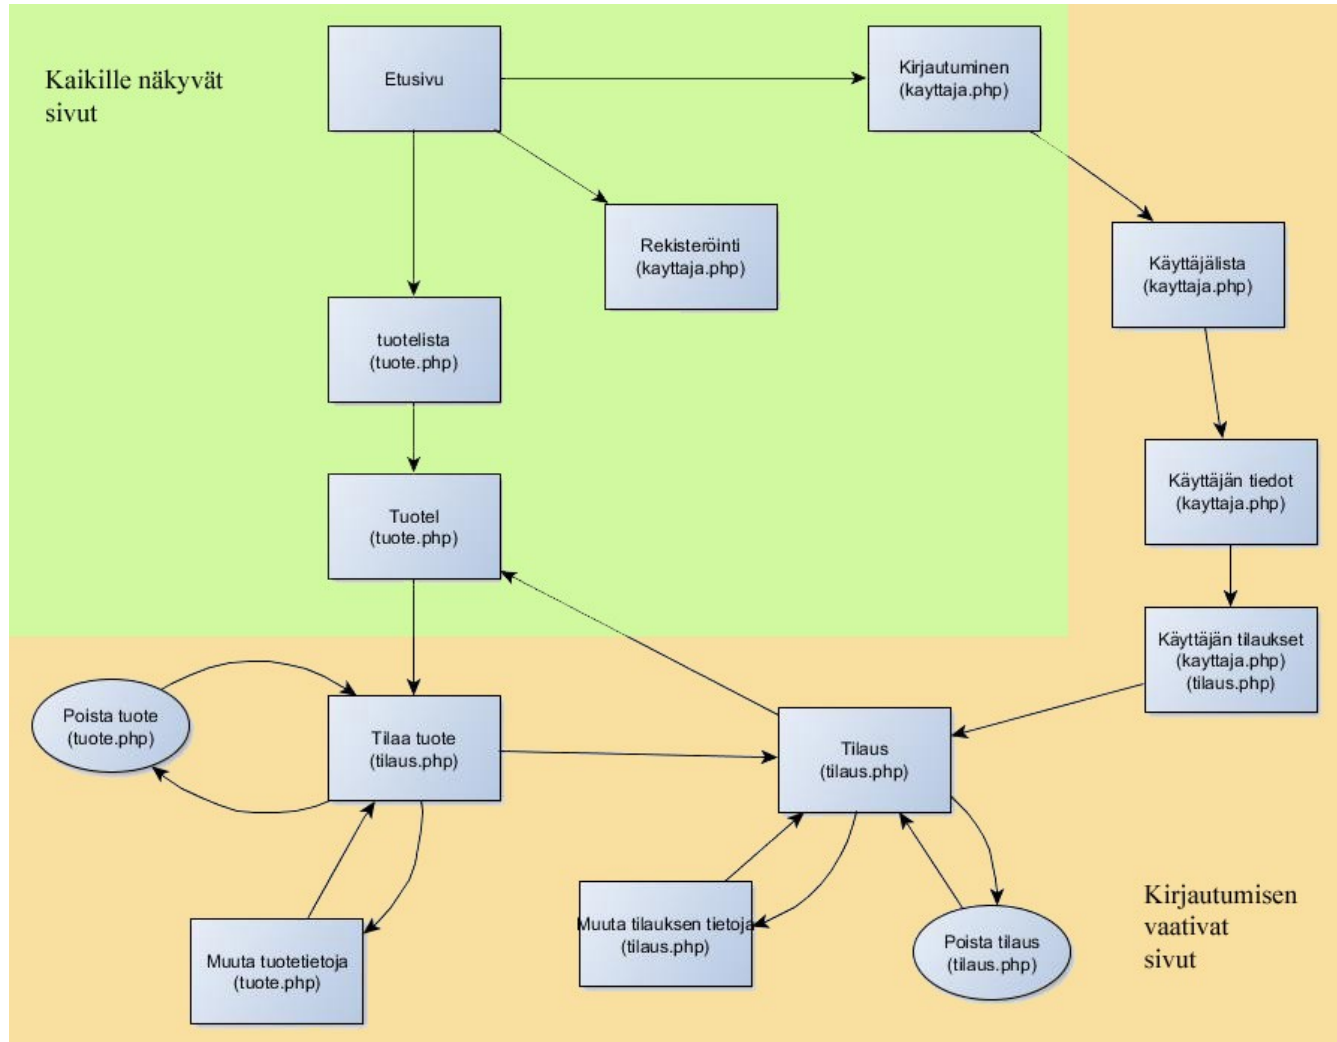 Kaikille näkyvät
sivut
Etusivu
Kirjautuminen
(kayttaja.php)
Rekisteröinti
(kayttaja.php)
Käyttäjälista
(kayttaja.php)
tuotelista
(tuote.php)
Käyttäjän tiedot
(kayttaja.php)
Tuotel
(tuote.php)
Käyttäjän tilaukset
(kayttaja.php)
(tilaus.php)
Poista tuote
(tuote.php)
Tilaa tuote
(tilaus.php)
Tilaus
(tilaus.php)
Muuta tuotetietoja
(tuote.php)
Muuta tilauksen tietoja
(tilaus.php)
Poista tilaus
(tilaus.php)
Kirjautumisen
vaativat
sivut